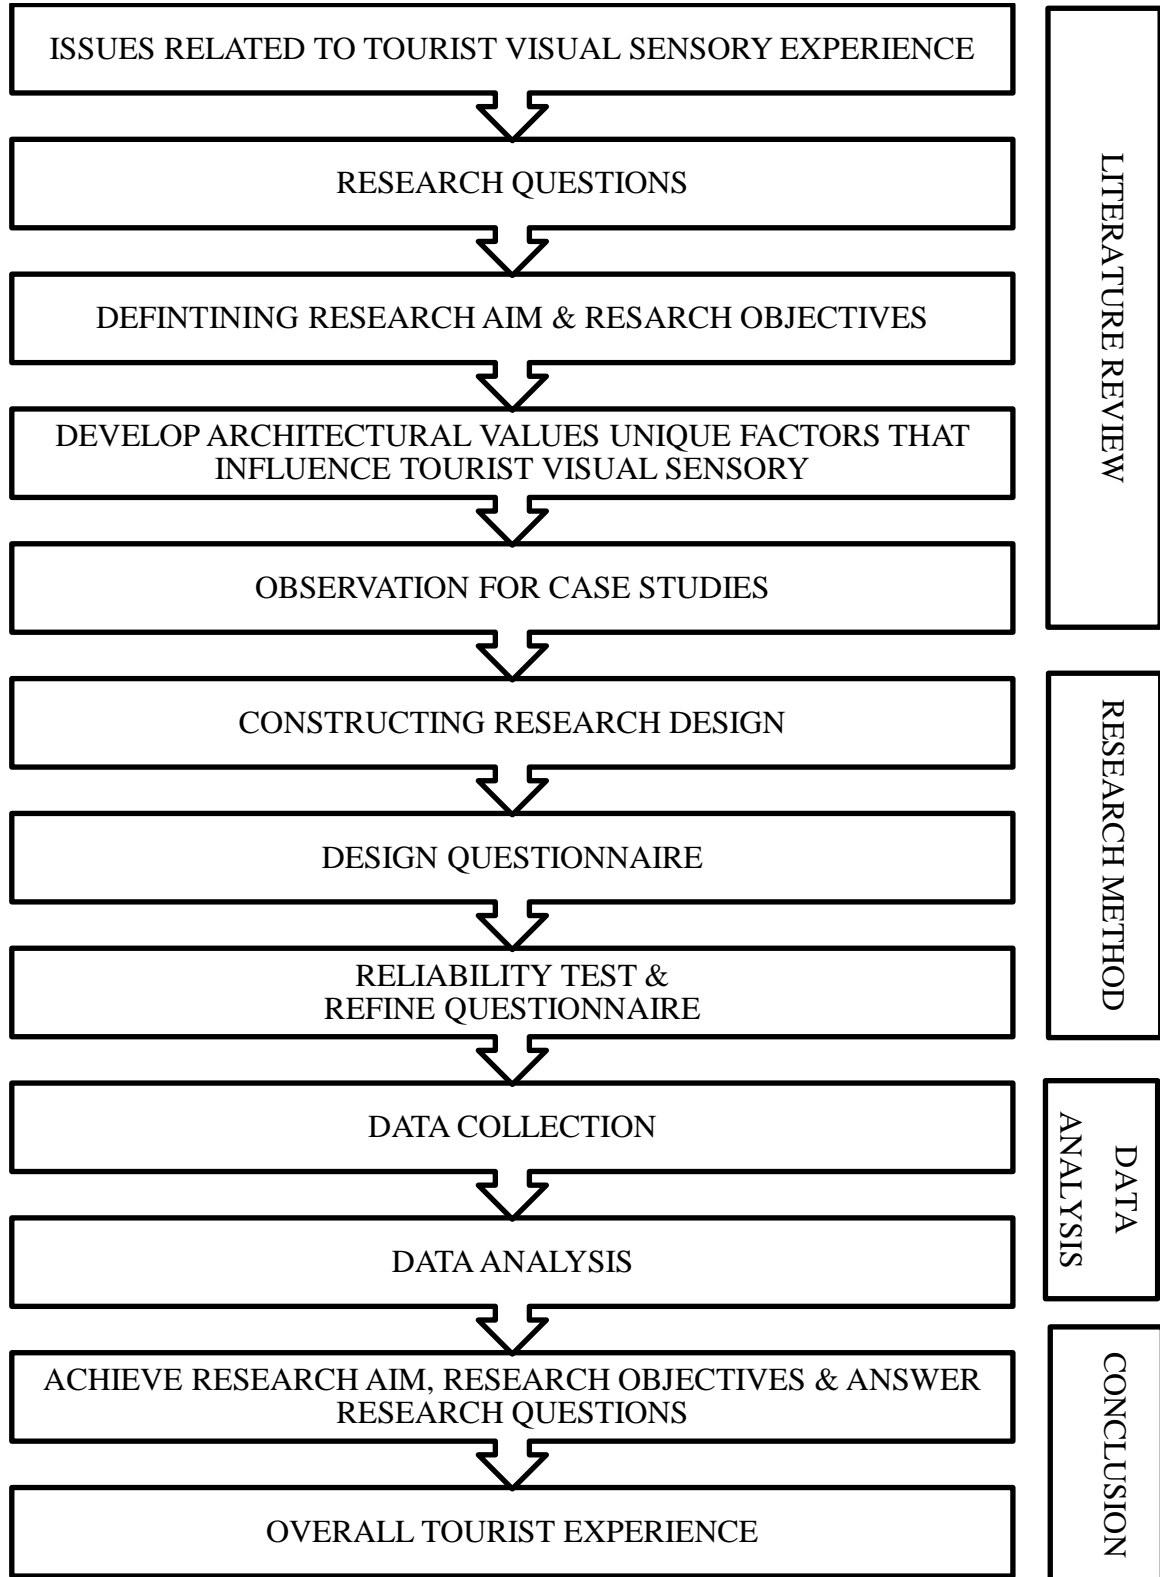 ISSUES RELATED TO TOURIST VISUAL SENSORY EXPERIENCE
RESEARCH QUESTIONS
DEFINTINING RESEARCH AIM & RESARCH OBJECTIVES
DEVELOP ARCHITECTURAL VALUES UNIQUE FACTORS THAT
INFLUENCE TOURIST VISUAL SENSORY
OBSERVATION FOR CASE STUDIES
CONSTRUCTING RESEARCH DESIGN
DESIGN QUESTIONNAIRE
RELIABILITY TEST &
REFINE QUESTIONNAIRE
DATA COLLECTION
DATA ANALYSIS
ACHIEVE RESEARCH AIM, RESEARCH OBJECTIVES & ANSWER
RESEARCH QUESTIONS
OVERALL TOURIST EXPERIENCE
LITERATURE REVIEW
RESEARCH METHOD
DATA
ANALYSIS
CONCLUSION